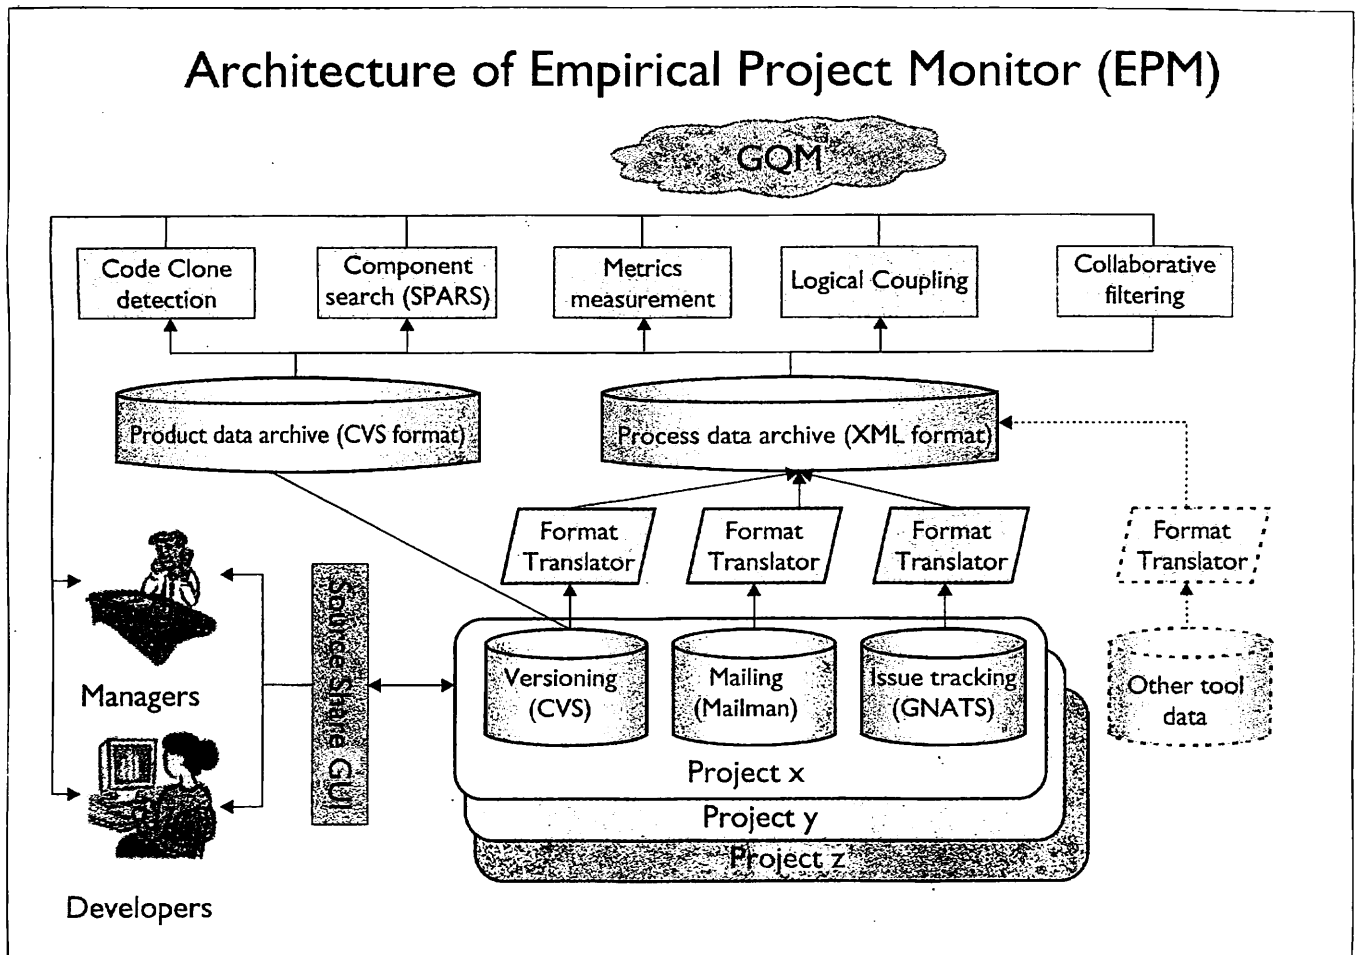 Architecture of Empirical Project Monitor (EPM)
GQM
Code Clone
detection
Component
search (SPARS)
Metrics
measurement
Logical Coupling
Collaborative
filtering
Product data archive (CVS format)
Process data archive (XML format)
Format
Translator
Format
Translator
Format
Translator
Format
Translator
Source Share GUI
Versioning
(CVS)
Mailing
(Mailman)
Issue tracking
(GNATS)
Other tool
data
Managers
Project x
Project y
Project z
Developers